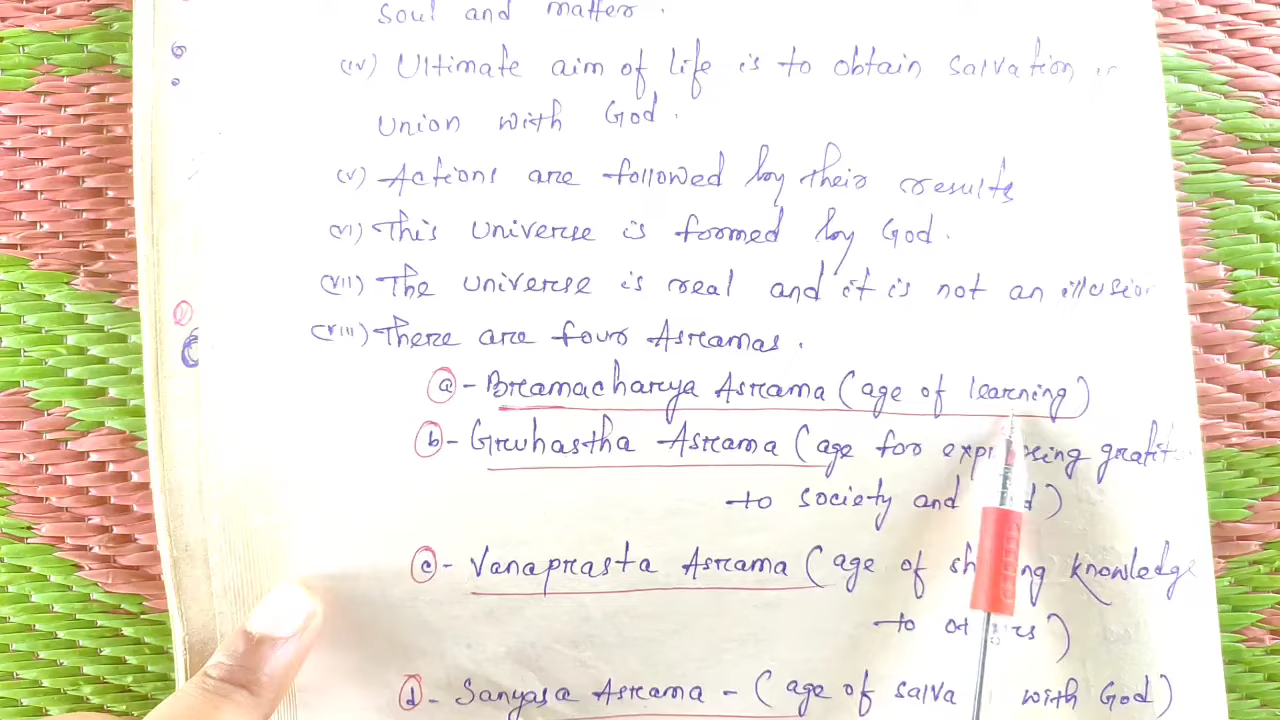 soul and matter.
(iv) Ultimate aim of life is to obtain salvation
union with God.
(v) Actions are followed by their results
(vi) This universe is formed by God.
(vii) The universe is real and it is not an illusion
(viii) There are four Asramas.
(a) - Bramacharya Asrama (age of learning)
(b) - Gruhastha Asrama (age for
to society and
(c) - Vanaprasta Asrama (age of knowledge
to
(d) - Sanyasa Asrama - (age of with God)